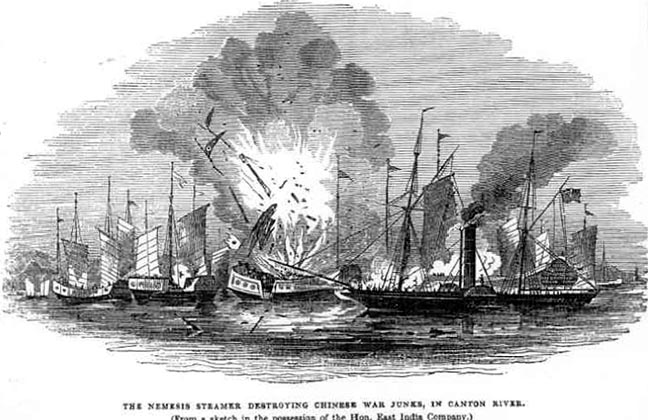 THE NEMESIS STEAMER DESTROYING CHINESE WAR JUNKS, IN CANTON RIVER.
(From a sketch in the possession of the Hon. East India Company.)